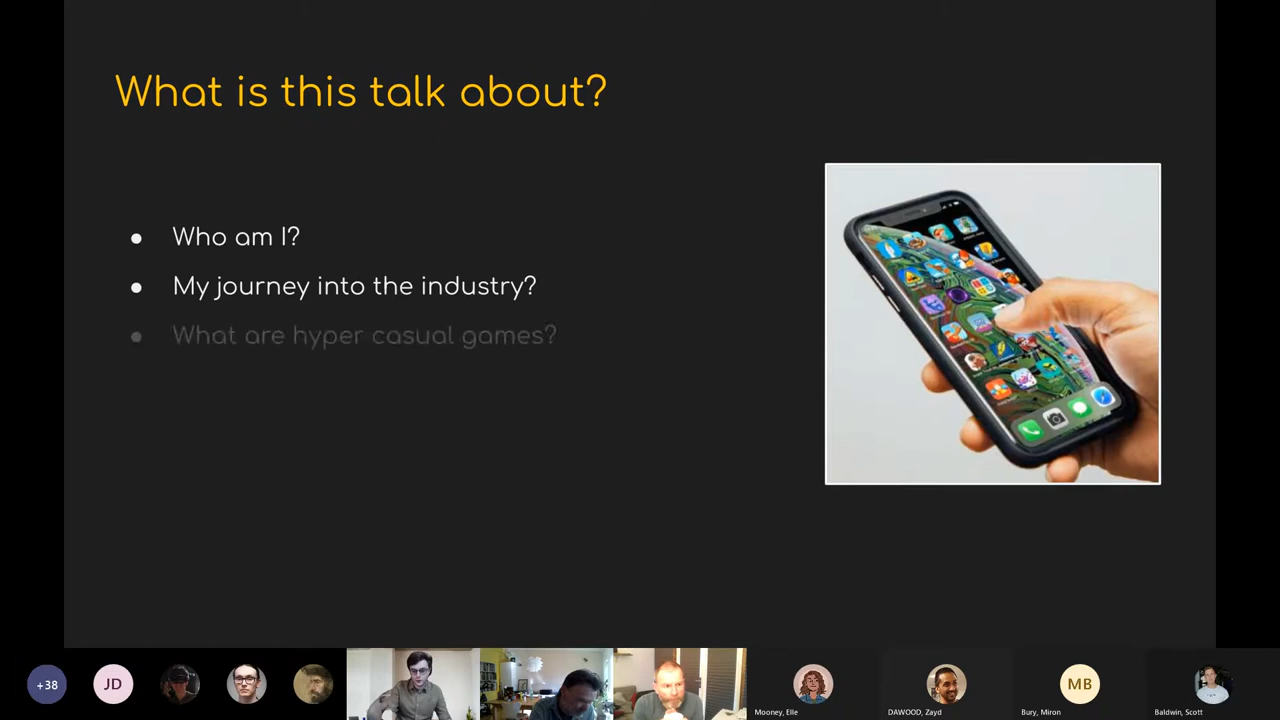 What is this talk about?
● Who am I?
● My journey into the industry?
● What are hyper casual games?
+38
JD
MB
Mooney, Elle
DAWOOD, Zayd
Bury, Miron
Baldwin, Scott